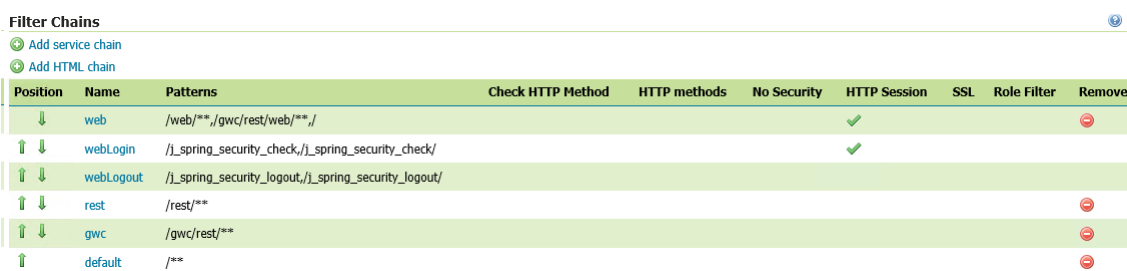 Filter Chains
Add service chain
Add HTML chain
Position Name Patterns Check HTTP Method HTTP methods No Security HTTP Session SSL Role Filter Remove
web /web/**,/gwc/rest/web/**,/
webLogin /j_spring_security_check,/j_spring_security_check/
webLogout /j_spring_security_logout,/j_spring_security_logout/
rest /rest/**
gwc /gwc/rest/**
default /**